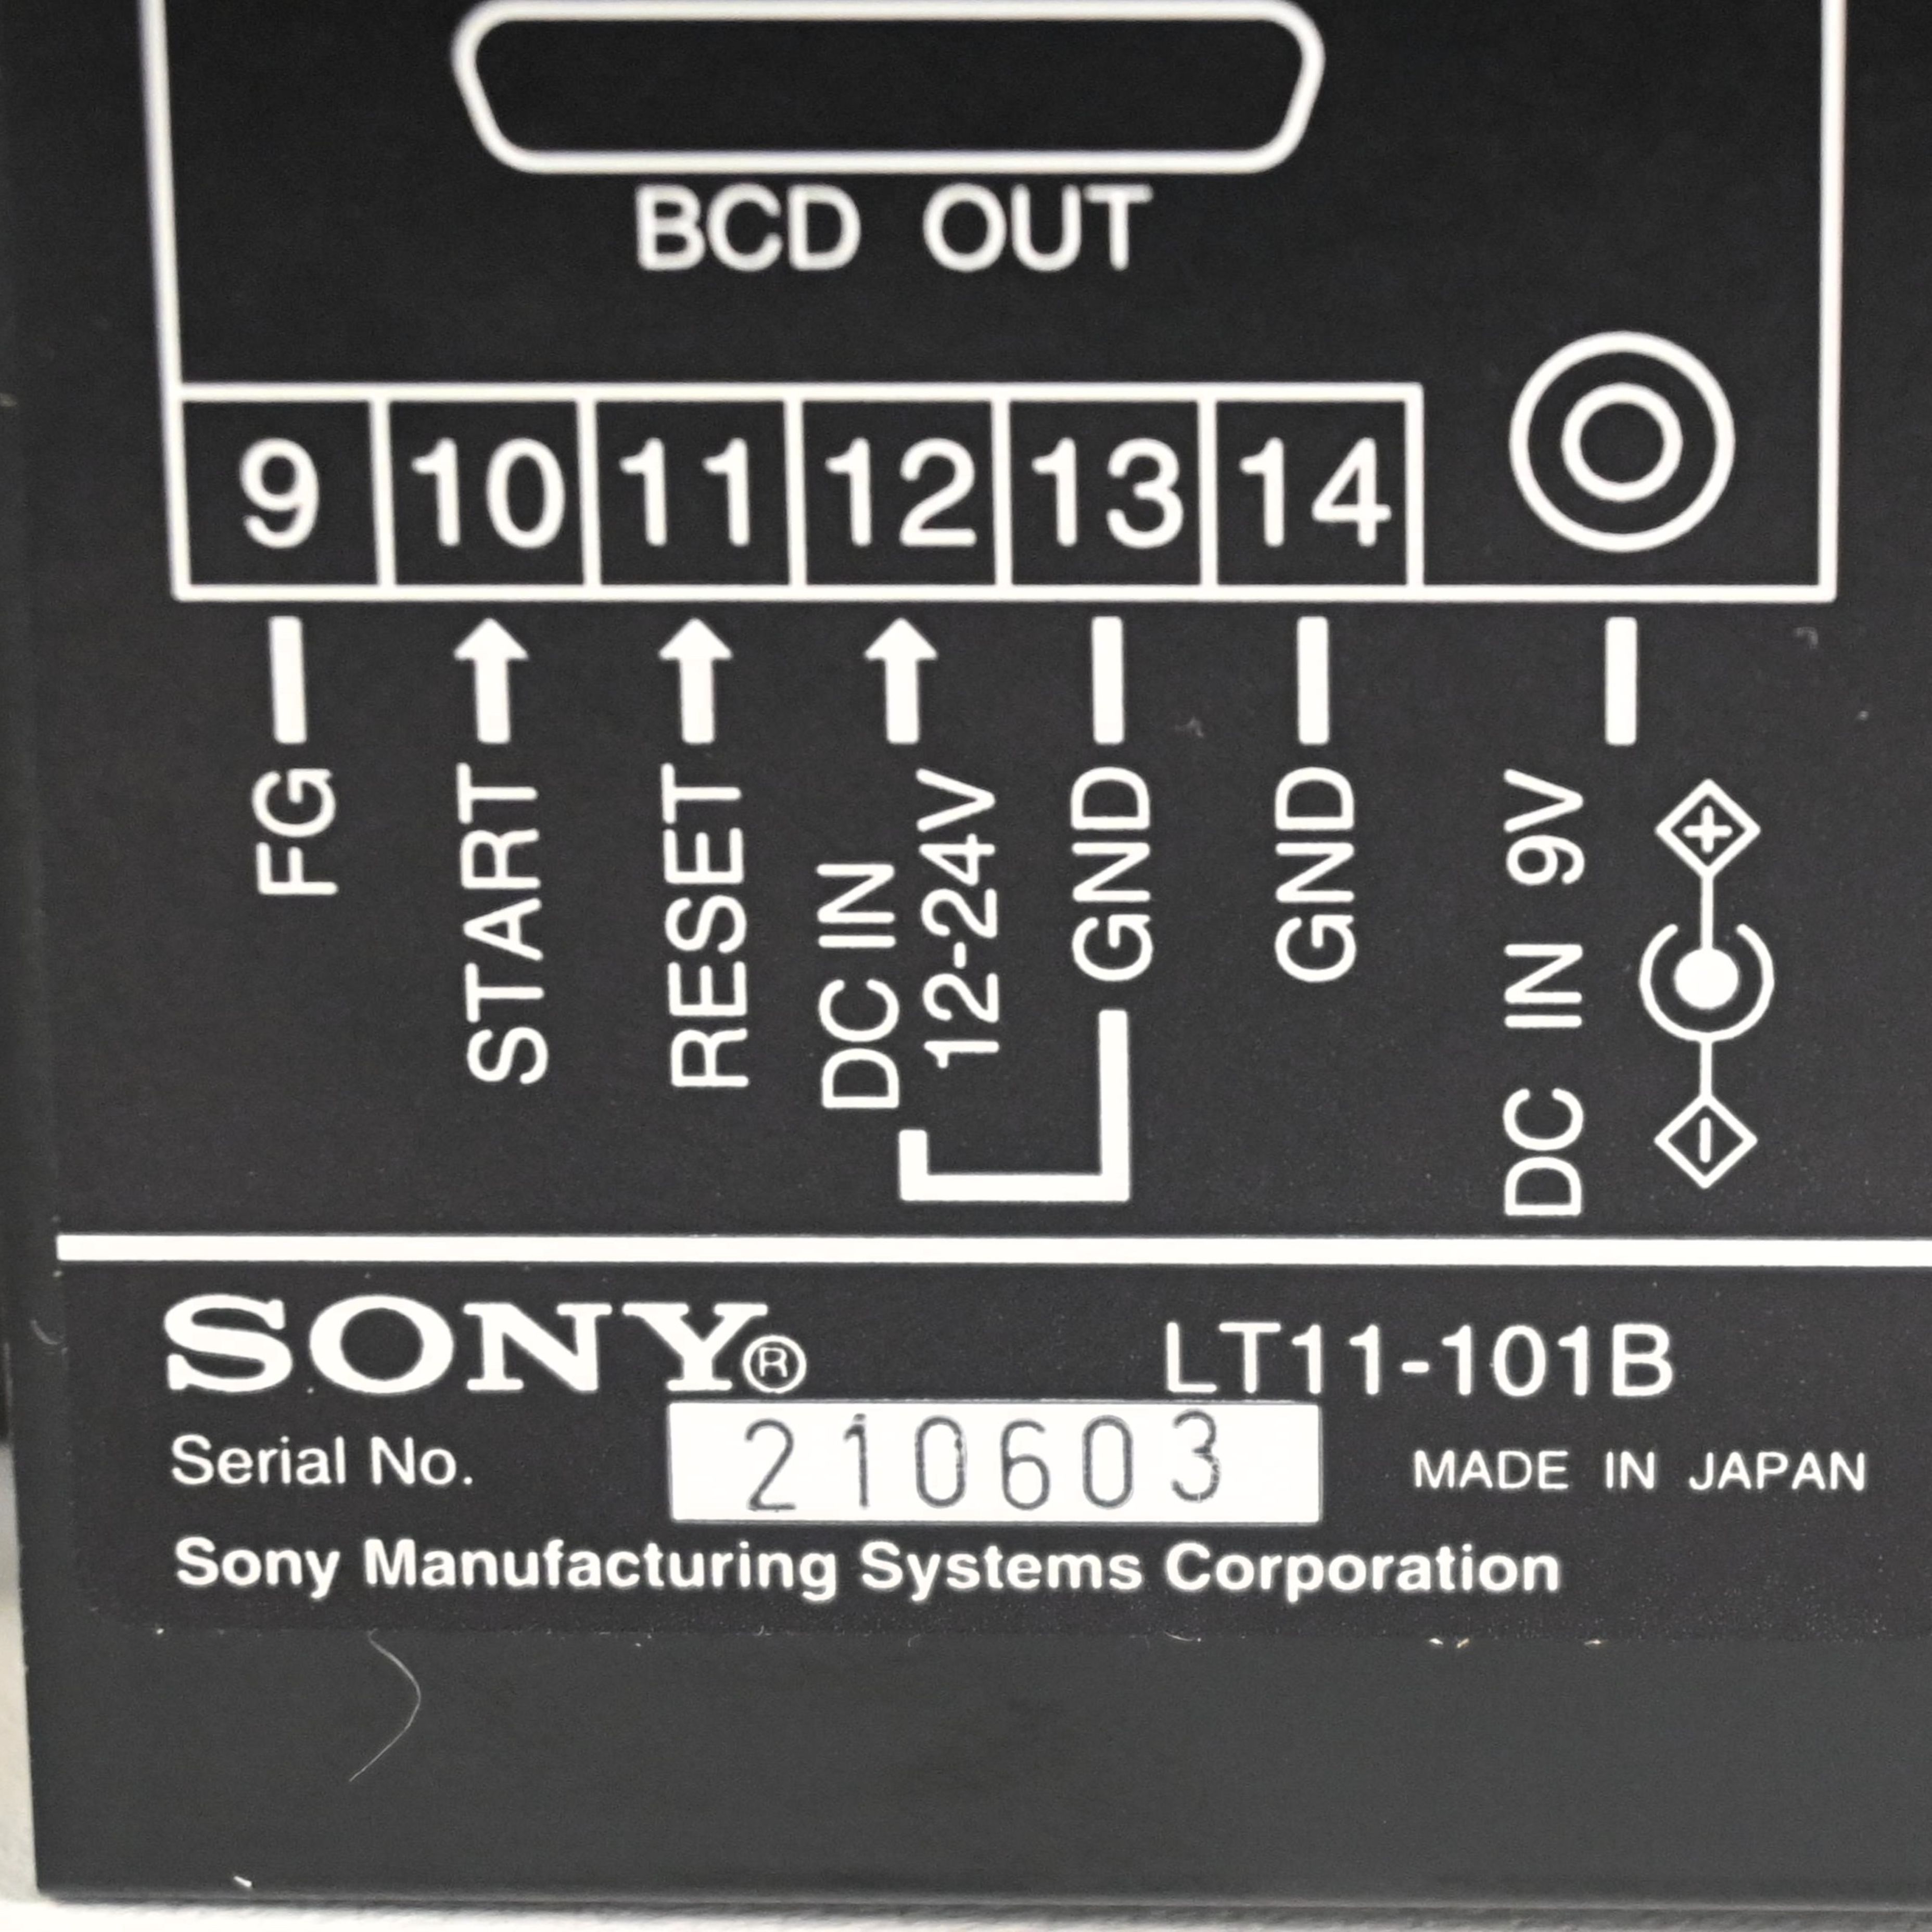 BCD OUT
9 10 11 12 13 14
FG
START
RESET
DC IN
12-24V
GND
GND
DC IN 9V
SONY® LT11-101B
Serial No. 210603 MADE IN JAPAN
Sony Manufacturing Systems Corporation